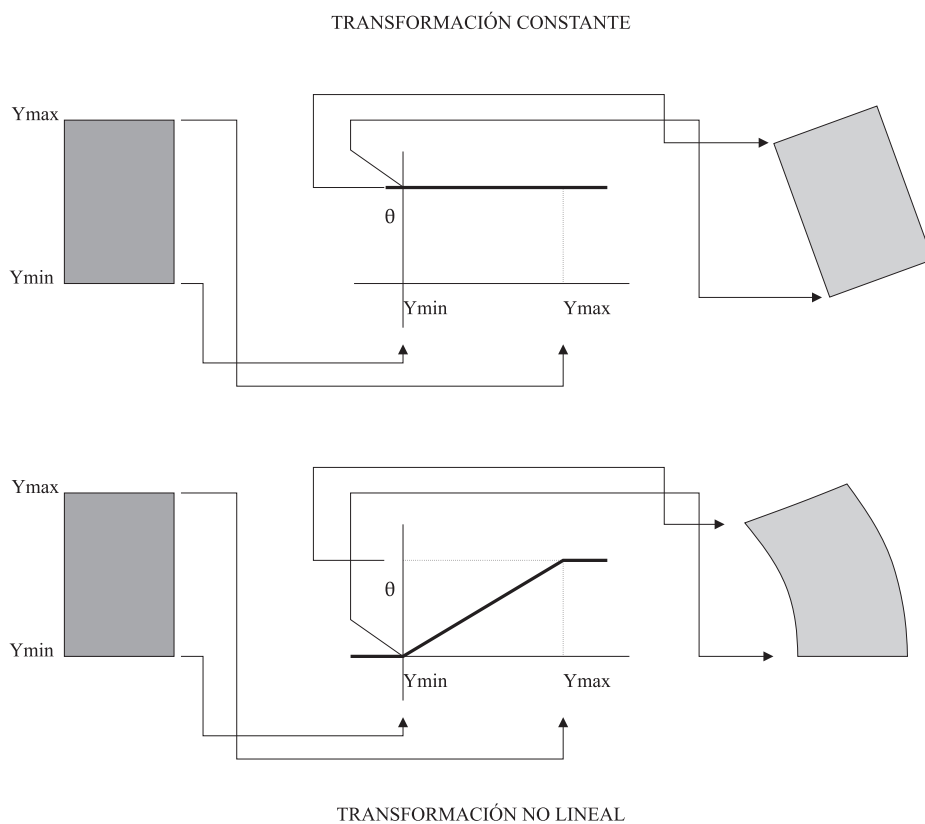 TRANSFORMACIÓN CONSTANTE
Ymax
Ymin
θ
Ymin
Ymax
Ymax
Ymin
θ
Ymin
Ymax
TRANSFORMACIÓN NO LINEAL